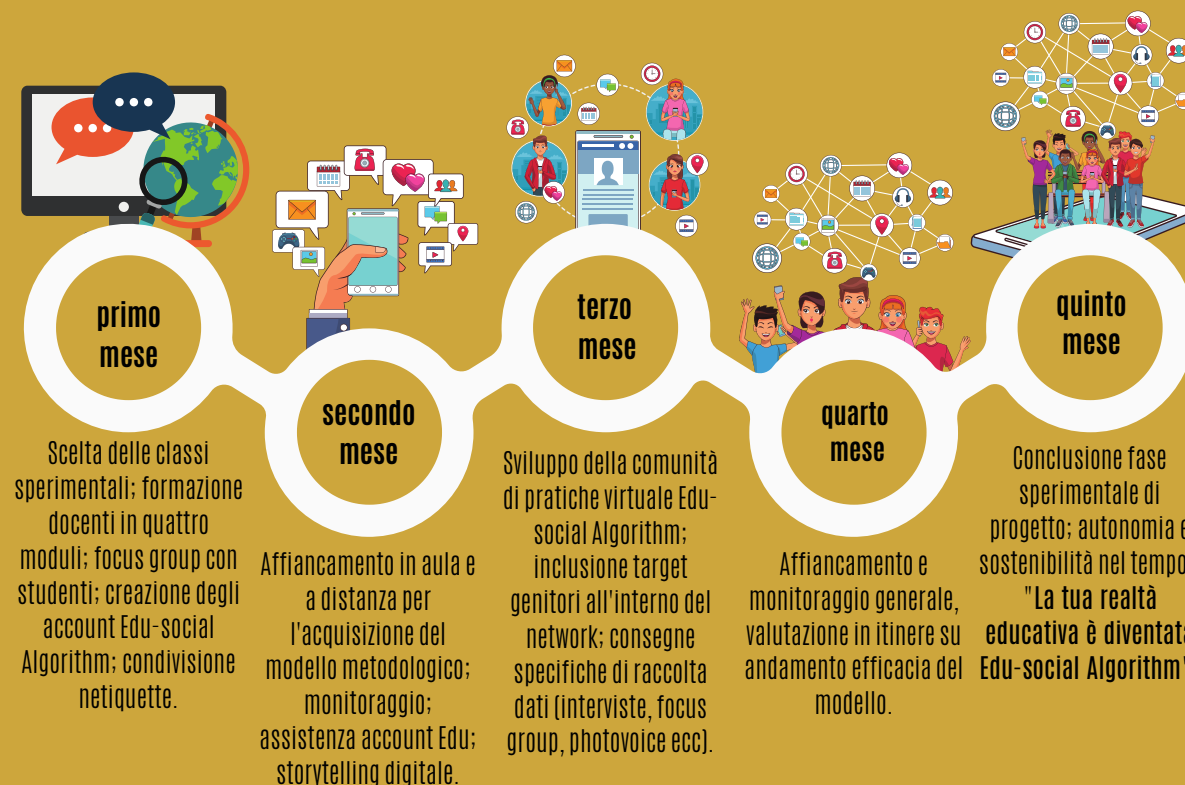 primo
mese
Scelta delle classi
sperimentali; formazione
docenti in quattro
moduli; focus group con
studenti; creazione degli
account Edu-social
Algorithm; condivisione
netiquette.
secondo
mese
Affiancamento in aula e
a distanza per
l'acquisizione del
modello metodologico;
monitoraggio;
assistenza account Edu;
storytelling digitale.
terzo
mese
Sviluppo della comunità
di pratiche virtuale Edu-
social Algorithm;
inclusione target
genitori all'interno del
network; consegne
specifiche di raccolta
dati (interviste, focus
group, photovoice ecc).
quarto
mese
Affiancamento e
monitoraggio generale,
valutazione in itinere su
andamento efficacia del
modello.
quinto
mese
Conclusione fase
sperimentale di
progetto; autonomia e
sostenibilità nel tempo
"La tua realtà
educativa è diventata
Edu-social Algorithm"